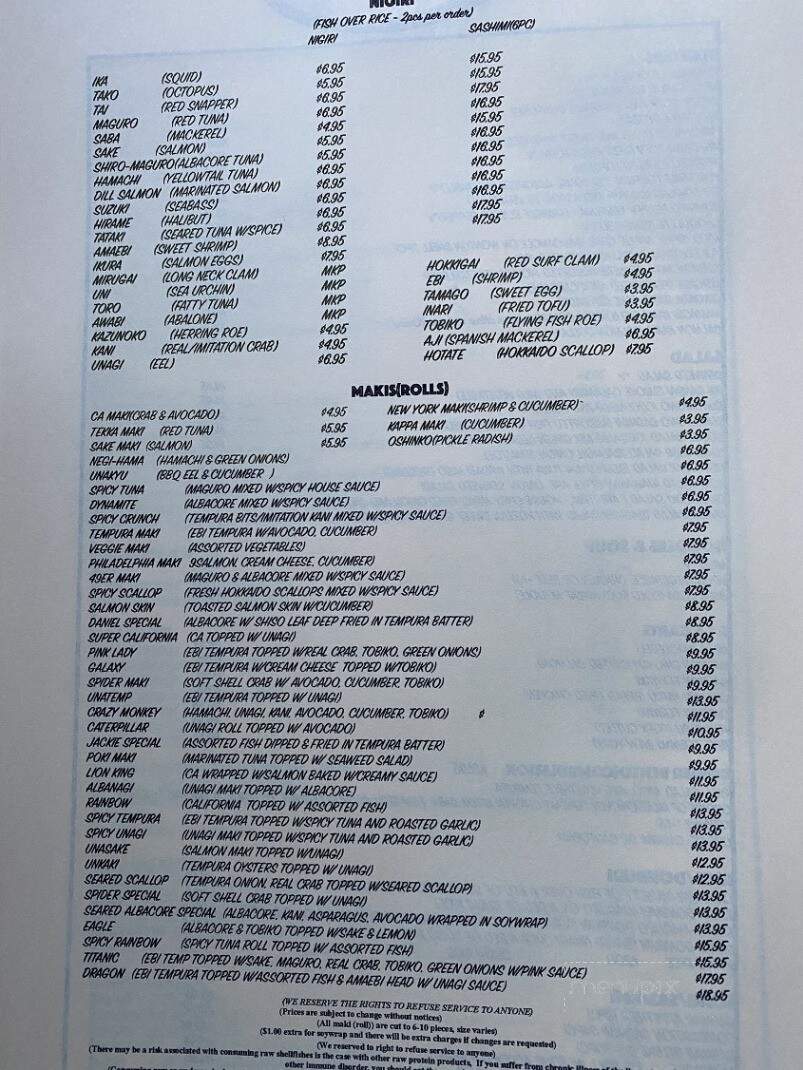 NIGIRI
(FISH OVER RICE - 2pcs per order)
NIGIRI SASHIMI(6PC)
IKA (SQUID) $6.95 $15.95
TAKO (OCTOPUS) $5.95 $15.95
TAI (RED SNAPPER) $6.95 $17.95
MAGURO (RED TUNA) $6.95 $16.95
SABA (MACKEREL) $4.95 $15.95
SAKE (SALMON) $5.95 $16.95
SHIRO-MAGURO(ALBACORE TUNA) $5.95 $16.95
HAMACHI (YELLOWTAIL TUNA) $6.95 $16.95
DILL SALMON (MARINATED SALMON) $6.95 $16.95
SUZUKI (SEABASS) $6.95 $16.95
HIRAME (HALIBUT) $6.95 $17.95
TATAKI (SEARED TUNA W/SPICE) $6.95 $17.95
AMAEBI (SWEET SHRIMP) $8.95
IKURA (SALMON EGGS) $7.95
MIRUGAI (LONG NECK CLAM) MKP
UNI (SEA URCHIN) MKP
TORO (FATTY TUNA) MKP
AWABI (ABALONE) MKP
KAZUNOKO (HERRING ROE) $4.95
KANI (REAL/IMITATION CRAB) $4.95
UNAGI (EEL) $6.95
HOKKIGAI (RED SURF CLAM) $4.95
EBI (SHRIMP) $4.95
TAMAGO (SWEET EGG) $3.95
INARI (FRIED TOFU) $3.95
TOBIKO (FLYING FISH ROE) $4.95
AJI (SPANISH MACKEREL) $6.95
HOTATE (HOKKAIDO SCALLOP) $7.95
MAKIS(ROLLS)
CA MAKI(CRAB & AVOCADO) $4.95 NEW YORK MAKI(SHRIMP & CUCUMBER) $4.95
TEKKA MAKI (RED TUNA) $5.95 KAPPA MAKI (CUCUMBER) $3.95
SAKE MAKI (SALMON) $5.95 OSHINKO(PICKLE RADISH) $3.95
NEGI-HAMA (HAMACHI & GREEN ONIONS) $6.95
UNAKYU (BBQ EEL & CUCUMBER ) $6.95
SPICY TUNA (MAGURO MIXED W/SPICY HOUSE SAUCE) $6.95
DYNAMITE (ALBACORE MIXED W/SPICY SAUCE) $6.95
SPICY CRUNCH (TEMPURA BITS/IMITATION KANI MIXED W/SPICY SAUCE) $6.95
TEMPURA MAKI (EBI TEMPURA W/AVOCADO, CUCUMBER) $7.95
VEGGIE MAKI (ASSORTED VEGETABLES) $7.95
PHILADELPHIA MAKI 9SALMON, CREAM CHEESE, CUCUMBER) $7.95
49ER MAKI (MAGURO & ALBACORE MIXED W/SPICY SAUCE) $7.95
SPICY SCALLOP (FRESH HOKKAIDO SCALLOPS MIXED W/SPICY SAUCE) $7.95
SALMON SKIN (TOASTED SALMON SKIN W/CUCUMBER) $8.95
DANIEL SPECIAL (ALBACORE W/ SHISO LEAF DEEP FRIED IN TEMPURA BATTER) $8.95
SUPER CALIFORNIA (CA TOPPED W/ UNAGI) $8.95
PINK LADY (EBI TEMPURA TOPPED W/REAL CRAB, TOBIKO, GREEN ONIONS) $9.95
GALAXY (EBI TEMPURA W/CREAM CHEESE TOPPED W/TOBIKO) $9.95
SPIDER MAKI (SOFT SHELL CRAB W/ AVOCADO, CUCUMBER, TOBIKO) $9.95
UNATEMP (EBI TEMPURA TOPPED W/ UNAGI) $13.95
CRAZY MONKEY (HAMACHI, UNAGI, KANI, AVOCADO, CUCUMBER, TOBIKO) $ $11.95
CATERPILLAR (UNAGI ROLL TOPPED W/ AVOCADO) $10.95
JACKIE SPECIAL (ASSORTED FISH DIPPED & FRIED IN TEMPURA BATTER) $9.95
POKI MAKI (MARINATED TUNA TOPPED W/ SEAWEED SALAD) $9.95
LION KING (CA WRAPPED W/SALMON BAKED W/CREAMY SAUCE) $11.95
ALBANAGI (UNAGI MAKI TOPPED W/ ALBACORE) $11.95
RAINBOW (CALIFORNIA TOPPED W/ ASSORTED FISH) $13.95
SPICY TEMPURA (EBI TEMPURA TOPPED W/ SPICY TUNA AND ROASTED GARLIC) $13.95
SPICY UNAGI (UNAGI MAKI TOPPED W/SPICY TUNA AND ROASTED GARLIC) $13.95
UNASAKE (SALMON MAKI TOPPED W/UNAGI) $12.95
UNKAKI (TEMPURA OYSTERS TOPPED W/ UNAGI) $12.95
SEARED SCALLOP (TEMPURA ONION, REAL CRAB TOPPED W/SEARED SCALLOP) $13.95
SPIDER SPECIAL (SOFT SHELL CRAB TOPPED W/ UNAGI) $13.95
SEARED ALBACORE SPECIAL (ALBACORE, KANI, ASPARAGUS, AVOCADO WRAPPED IN SOYWRAP) $13.95
EAGLE (ALBACORE & TOBIKO TOPPED W/SAKE & LEMON) $15.95
SPICY RAINBOW (SPICY TUNA ROLL TOPPED W/ ASSORTED FISH) $15.95
TITANIC (EBI TEMP TOPPED W/SAKE, MAGURO, REAL CRAB, TOBIKO, GREEN ONIONS W/PINK SAUCE) $17.95
DRAGON (EBI TEMPURA TOPPED W/ASSORTED FISH & AMAEBI HEAD W/ UNAGI SAUCE) $18.95
menupix
(WE RESERVE THE RIGHTS TO REFUSE SERVICE TO ANYONE)
(Prices are subject to change without notices)
(All maki (roll)) are cut to 6-10 pieces, size varies)
($1.00 extra for soywrap and there will be extra charges if changes are requested)
(We reserved to right to refuse service to anyone)
(There may be a risk associated with consuming raw shellfishes is the case with other raw protein products, If you suffer from chronic illness of the
other immune disorder, you should